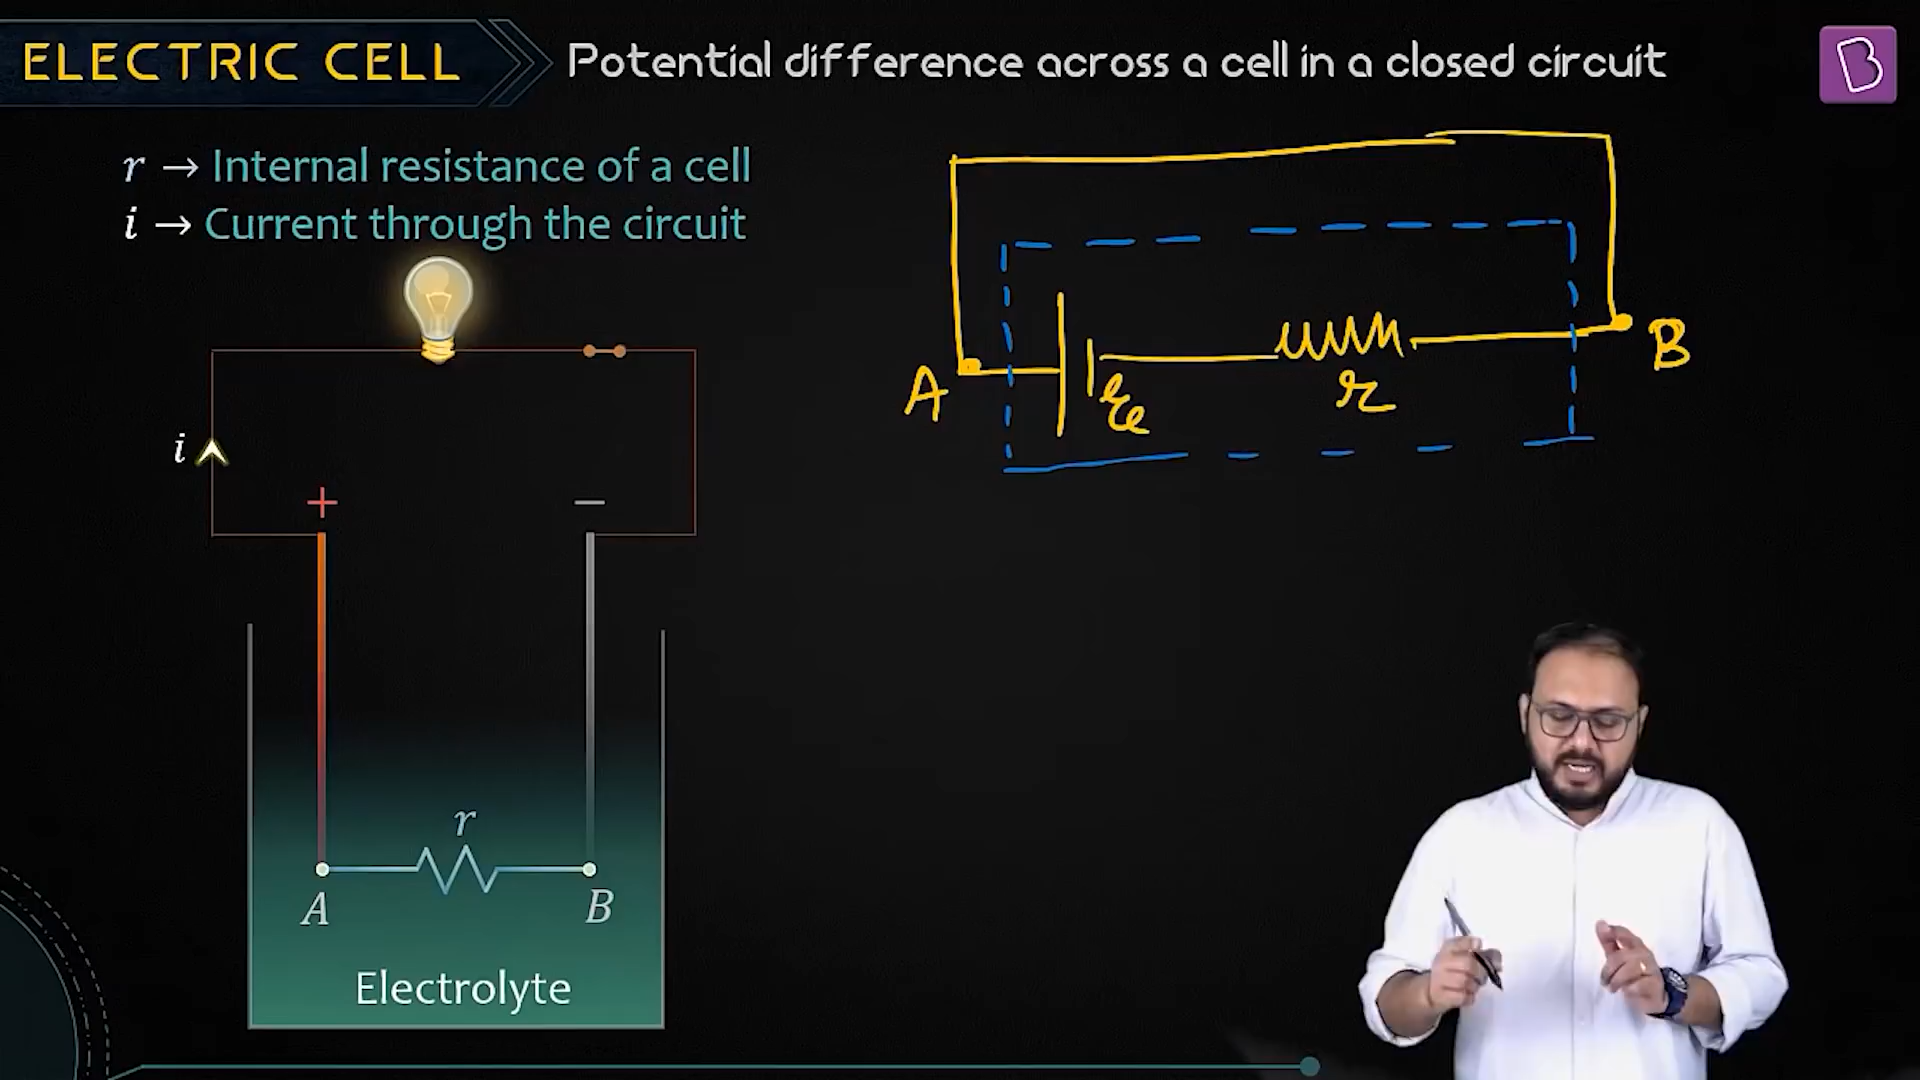 ELECTRIC CELL
Potential difference across a cell in a closed circuit
B
r → Internal resistance of a cell
i → Current through the circuit
i
+ −
r
A B
Electrolyte
A
B
r